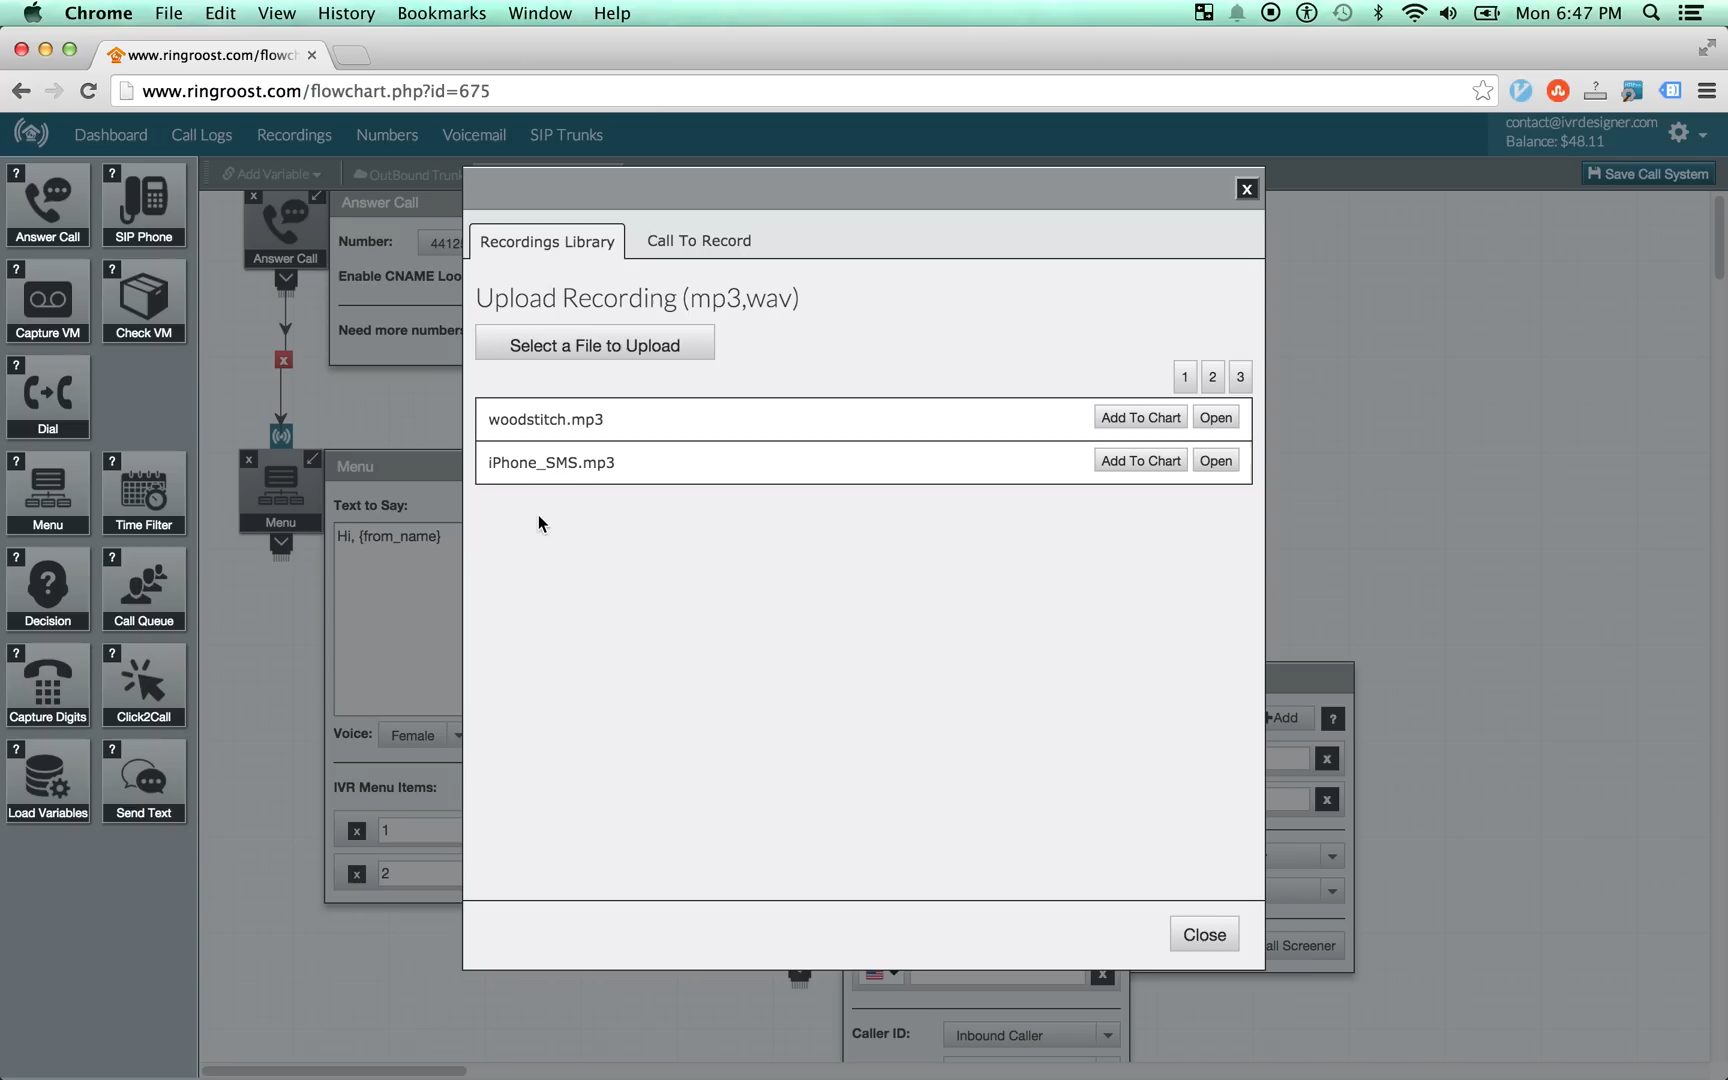 Chrome File Edit View History Bookmarks Window Help Mon 6:47 PM
www.ringroost.com/flowch
www.ringroost.com/flowchart.php?id=675
Dashboard Call Logs Recordings Numbers Voicemail SIP Trunks
contact@ivrdesigner.com
Balance: $48.11
Add Variable OutBound Trunk Save Call System
? ?
Answer Call SIP Phone
? ?
Capture VM Check VM
?
Dial
? ?
Menu Time Filter
? ?
Decision Call Queue
? ?
Capture Digits Click2Call
? ?
Load Variables Send Text
x
Answer Call
Answer Call
Number: 4412
Enable CNAME Loo
Need more numbers
x
x
Menu
Menu
Text to Say:
Hi, {from_name}
Voice: Female
IVR Menu Items:
x 1
x 2
x
Recordings Library Call To Record
Upload Recording (mp3,wav)
Select a File to Upload
1 2 3
woodstitch.mp3 Add To Chart Open
iPhone_SMS.mp3 Add To Chart Open
Close
+Add ?
x
x
all Screener
x
Caller ID: Inbound Caller